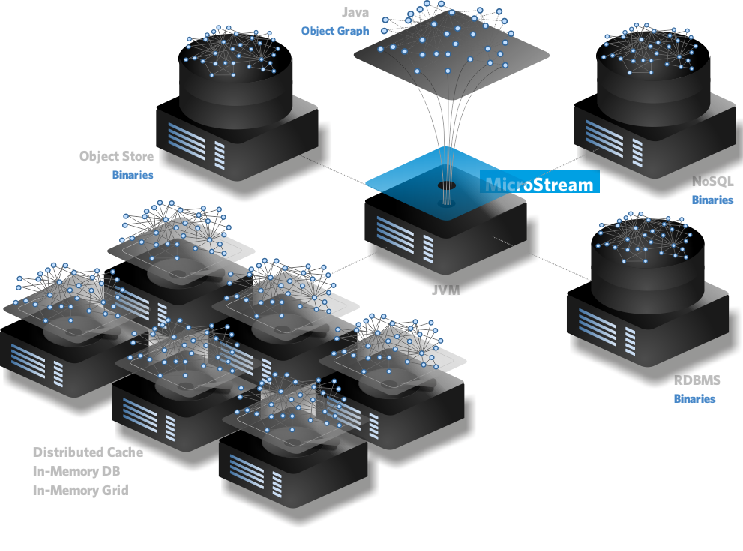 Java
Object Graph
Object Store
Binaries
MicroStream
NoSQL
Binaries
JVM
RDBMS
Binaries
Distributed Cache
In-Memory DB
In-Memory Grid